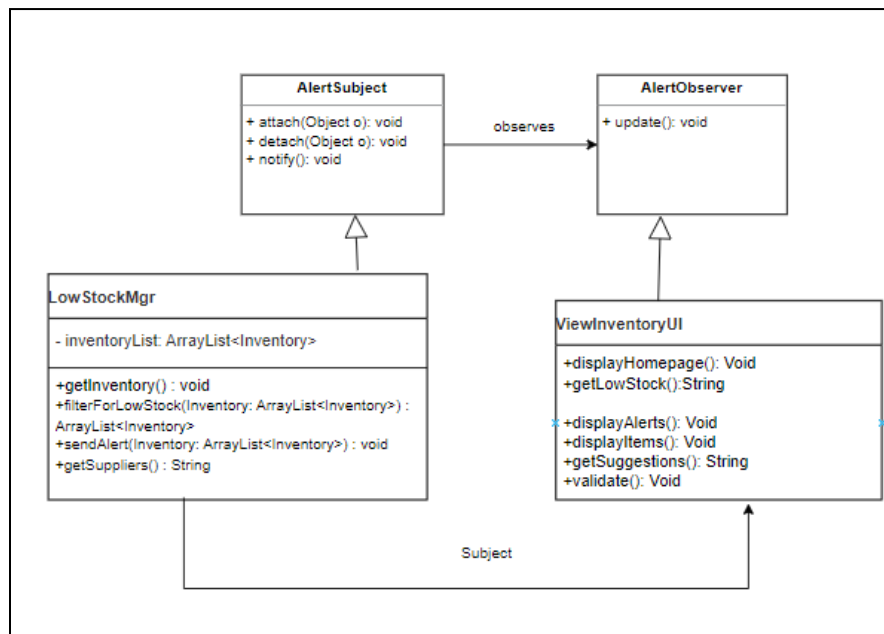 AlertSubject
+ attach(Object o): void
+ detach(Object o): void
+ notify(): void
observes
AlertObserver
+ update(): void
LowStockMgr
- inventoryList: ArrayList<Inventory>
+getInventory() : void
+filterForLowStock(Inventory: ArrayList<Inventory>) :
ArrayList<Inventory>
+sendAlert(Inventory: ArrayList<Inventory>) : void
+getSuppliers() : String
ViewInventoryUI
+displayHomepage(): Void
+getLowStock():String
+displayAlerts(): Void
+displayItems(): Void
+getSuggestions(): String
+validate(): Void
Subject